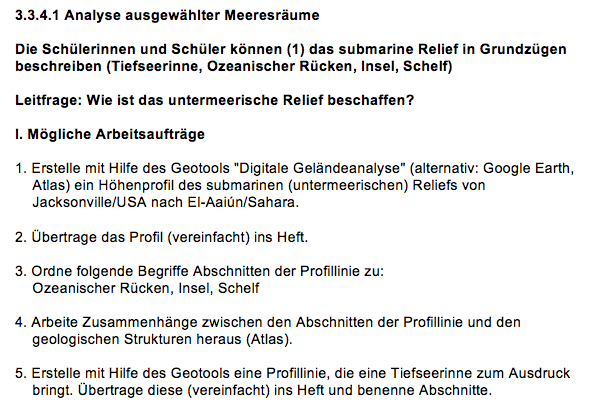 3.3.4.1 Analyse ausgewählter Meeresräume
Die Schülerinnen und Schüler können (1) das submarine Relief in Grundzügen
beschreiben (Tiefseerinne, Ozeanischer Rücken, Insel, Schelf)
Leitfrage: Wie ist das untermeerische Relief beschaffen?
I. Mögliche Arbeitsaufträge
1. Erstelle mit Hilfe des Geotools "Digitale Geländeanalyse" (alternativ: Google Earth,
Atlas) ein Höhenprofil des submarinen (untermeerischen) Reliefs von
Jacksonville/USA nach El-Aaiún/Sahara.
2. Übertrage das Profil (vereinfacht) ins Heft.
3. Ordne folgende Begriffe Abschnitten der Profillinie zu:
Ozeanischer Rücken, Insel, Schelf
4. Arbeite Zusammenhänge zwischen den Abschnitten der Profillinie und den
geologischen Strukturen heraus (Atlas).
5. Erstelle mit Hilfe des Geotools eine Profillinie, die eine Tiefseerinne zum Ausdruck
bringt. Übertrage diese (vereinfacht) ins Heft und benenne Abschnitte.